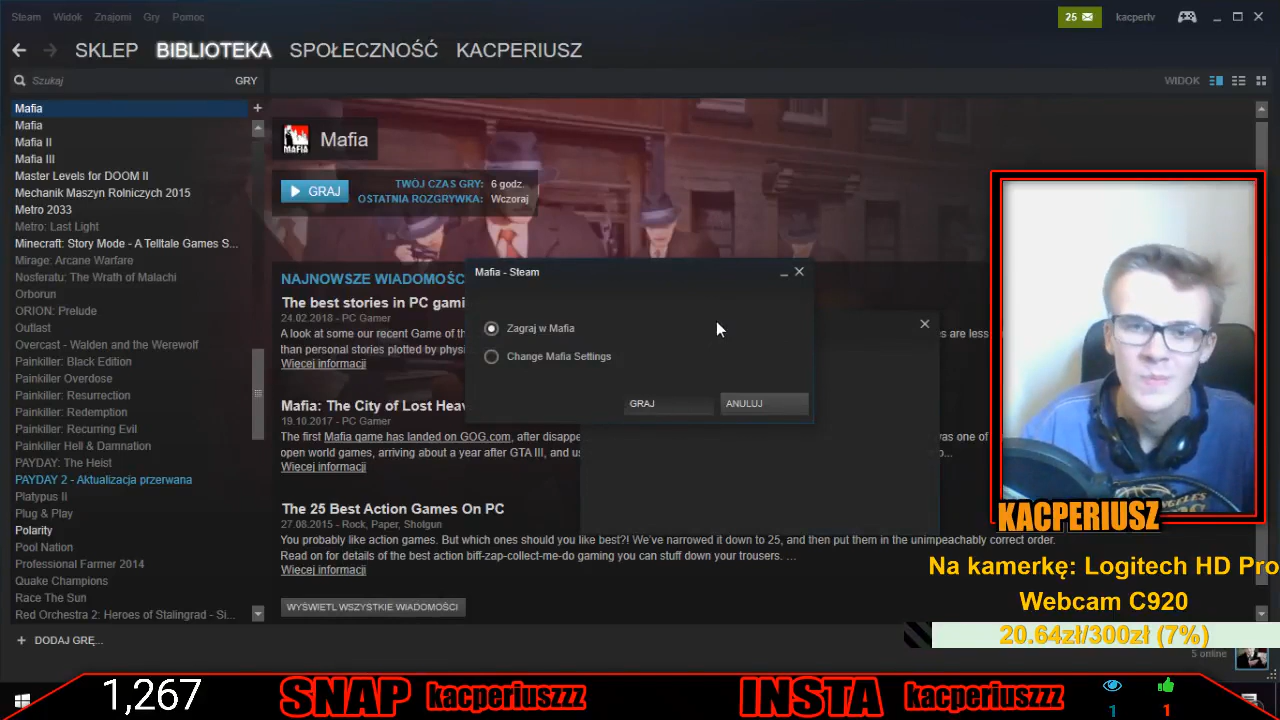 Steam Widok Znajomi Gry Pomoc
25
kacpertv
SKLEP BIBLIOTEKA SPOŁECZNOŚĆ KACPERIUSZ
Szukaj
GRY
WIDOK
Mafia
Mafia
Mafia II
Mafia III
Master Levels for DOOM II
Mechanik Maszyn Rolniczych 2015
Metro 2033
Metro: Last Light
Minecraft: Story Mode - A Telltale Games S...
Mirage: Arcane Warfare
Nosferatu: The Wrath of Malachi
Orborun
ORION: Prelude
Outlast
Overcast - Walden and the Werewolf
Painkiller: Black Edition
Painkiller Overdose
Painkiller: Resurrection
Painkiller: Redemption
Painkiller: Recurring Evil
Painkiller Hell & Damnation
PAYDAY: The Heist
PAYDAY 2 - Aktualizacja przerwana
Platypus II
Plug & Play
Polarity
Pool Nation
Professional Farmer 2014
Quake Champions
Race The Sun
Red Orchestra 2: Heroes of Stalingrad - Si...
+ DODAJ GRĘ...
MAFIA
Mafia
GRAJ
TWÓJ CZAS GRY: 6 godz.
OSTATNIA ROZGRYWKA: Wczoraj
NAJNOWSZE WIADOMOŚC
The best stories in PC gami
24.02.2018 - PC Gamer
A look at some our recent Game of th
es are less
than personal stories plotted by physi
Więcej informacji
Mafia: The City of Lost Heav
19.10.2017 - PC Gamer
The first Mafia game has landed on GOG.com, after disappe
was one of
open world games, arriving about a year after GTA III, and us
Więcej informacji
The 25 Best Action Games On PC
27.08.2015 - Rock, Paper, Shotgun
You probably like action games. But which ones should you like best?! We've narrowed it down to 25, and then put them in the unimpeachably correct order.
Read on for details of the best action biff-zap-collect-me-do gaming you can stuff down your trousers. ...
Więcej informacji
WYŚWIETL WSZYSTKIE WIADOMOŚCI
Mafia - Steam
Zagraj w Mafia
Change Mafia Settings
GRAJ
ANULUJ
KACPERIUSZ
Na kamerkę: Logitech HD Pro
Webcam C920
20.64zł/300zł (7%)
5 online
1,267
SNAP kacperiuszzz
INSTA kacperiuszzz
1
1